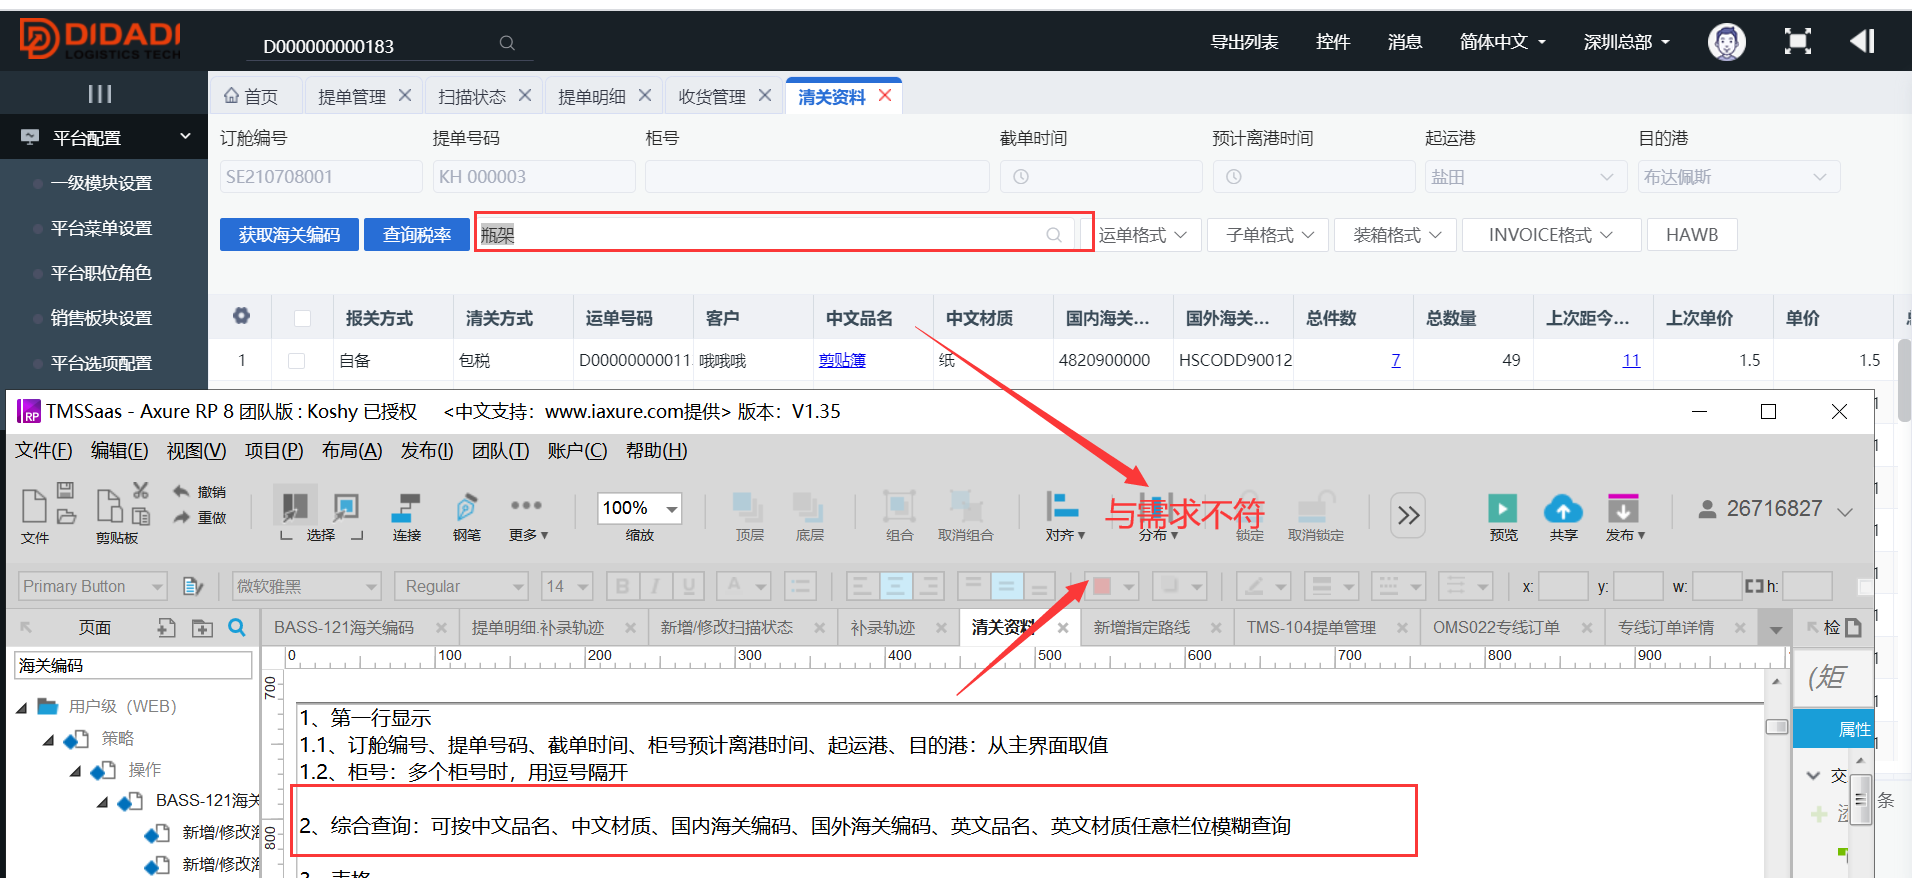 DIDADI
LOGISTICS TECH
D000000000183
导出列表 控件 消息 简体中文 深圳总部
首页 提单管理 扫描状态 提单明细 收货管理 清关资料
平台配置
一级模块设置
平台菜单设置
平台职位角色
销售板块设置
平台选项配置
订舱编号 提单号码 柜号 截单时间 预计离港时间 起运港 目的港
SE210708001 KH 000003 盐田 布达佩斯
获取海关编码 查询税率 瓶架 运单格式 子单格式 装箱格式 INVOICE格式 HAWB
报关方式 清关方式 运单号码 客户 中文品名 中文材质 国内海关... 国外海关... 总件数 总数量 上次距今... 上次单价 单价
1 自备 包税 D00000000011 哦哦哦 剪贴簿 纸 4820900000 HSCODD90012 7 49 11 1.5 1.5
TMSSaas - Axure RP 8 团队版 : Koshy 已授权 <中文支持：www.iaxure.com提供> 版本：V1.35
文件(F) 编辑(E) 视图(V) 项目(P) 布局(A) 发布(I) 团队(T) 账户(C) 帮助(H)
撤销
重做
100%
文件 剪贴板 选择 连接 钢笔 更多 缩放 顶层 底层 组合 取消组合 对齐 分布 锁定 取消锁定 预览 共享 发布 26716827
与需求不符
Primary Button 微软雅黑 Regular 14 B I U A x: y: w: h:
页面 BASS-121海关编码 提单明细.补录轨迹 新增/修改扫描状态 补录轨迹 清关资料 新增指定路线 TMS-104提单管理 OMS022专线订单 专线订单详情 检
0 100 200 300 400 500 600 700 800 900
700
800
海关编码
用户级（WEB）
策略
操作
BASS-121海关
新增/修改海
新增/修改海
1、第一行显示
1.1、订舱编号、提单号码、截单时间、柜号预计离港时间、起运港、目的港：从主界面取值
1.2、柜号：多个柜号时，用逗号隔开
2、综合查询：可按中文品名、中文材质、国内海关编码、国外海关编码、英文品名、英文材质任意栏位模糊查询
(矩
属性
交
条